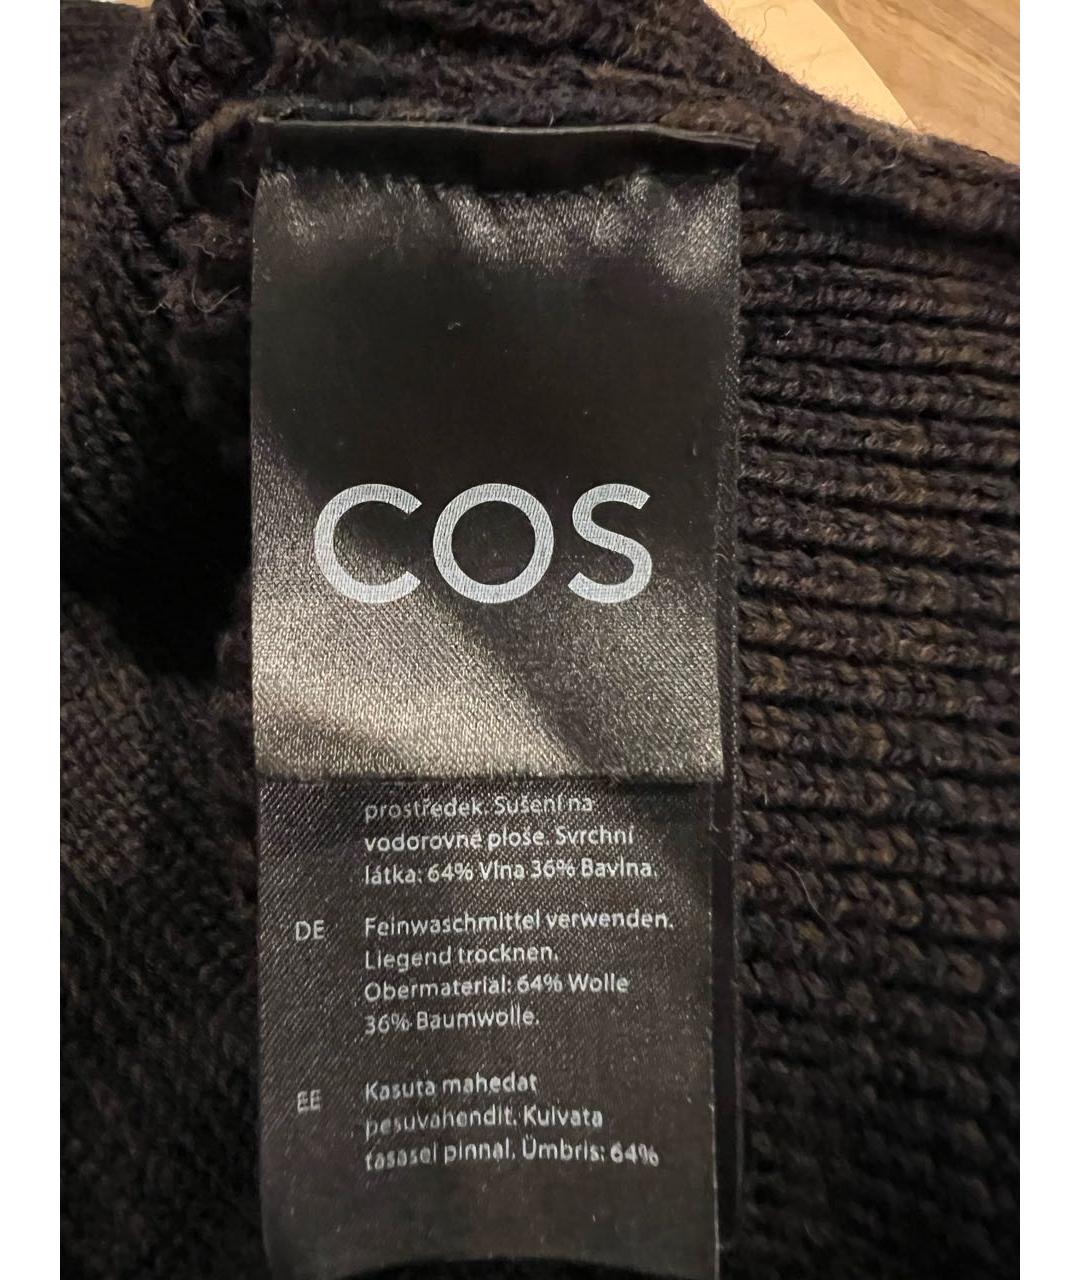 COS
prostředek. Sušení na
vodorovné ploše. Svrchní
látka: 64% Vlna 36% Bavlna.
DE Feinwaschmittel verwenden.
Liegend trocknen.
Obermaterial: 64% Wolle
36% Baumwolle.
EE Kasuta mahedat
pesuvahendit. Kuivata
tasasel pinnal. Ümbris: 64%